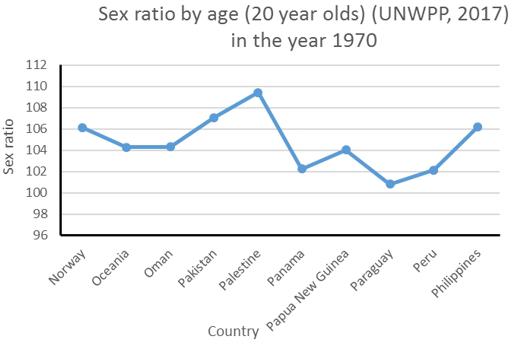 Sex ratio by age (20 year olds) (UNWPP, 2017)
in the year 1970
Sex ratio
112
110
108
106
104
102
100
98
96
Norway
Oceania
Oman
Pakistan
Palestine
Panama
Papua New Guinea
Paraguay
Peru
Philippines
Country